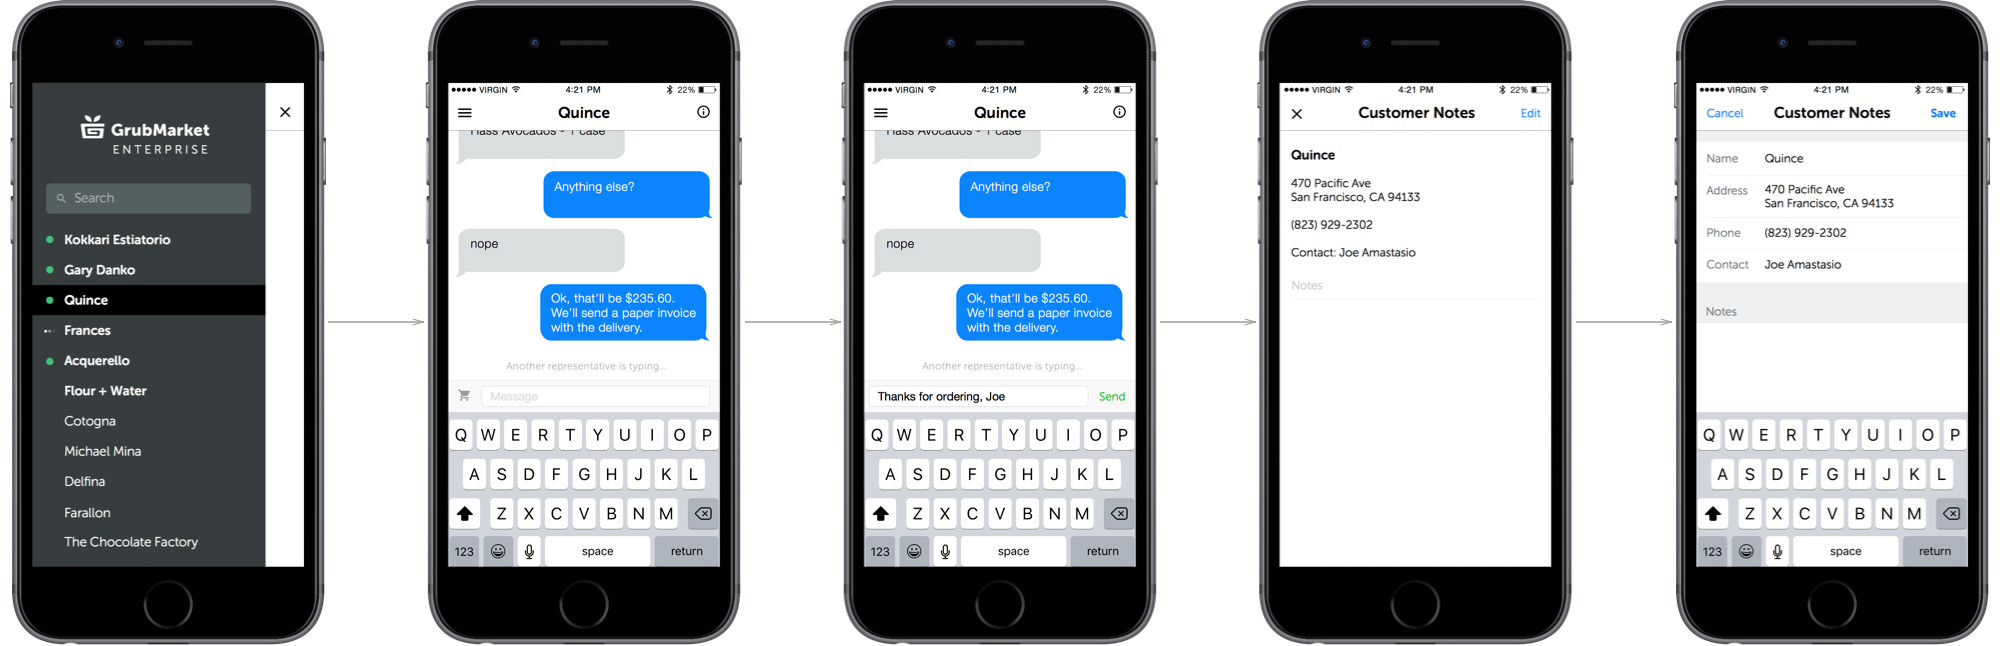 GrubMarket
ENTERPRISE
Search
Kokkari Estiatorio
Gary Danko
Quince
Frances
Acquerello
Flour + Water
Cotogna
Michael Mina
Delfina
Farallon
The Chocolate Factory
VIRGIN 4:21 PM 22%
Quince
Hass Avocados - 1 case
Anything else?
nope
Ok, that'll be $235.60.
We'll send a paper invoice
with the delivery.
Another representative is typing...
Message
Q W E R T Y U I O P
A S D F G H J K L
Z X C V B N M
123 space return
VIRGIN 4:21 PM 22%
Quince
Hass Avocados - 1 case
Anything else?
nope
Ok, that'll be $235.60.
We'll send a paper invoice
with the delivery.
Another representative is typing...
Thanks for ordering, Joe Send
Q W E R T Y U I O P
A S D F G H J K L
Z X C V B N M
123 space return
VIRGIN 4:21 PM 22%
Customer Notes Edit
Quince
470 Pacific Ave
San Francisco, CA 94133
(823) 929-2302
Contact: Joe Amastasio
Notes
VIRGIN 4:21 PM 22%
Cancel Customer Notes Save
Name Quince
Address 470 Pacific Ave
San Francisco, CA 94133
Phone (823) 929-2302
Contact Joe Amastasio
Notes
Q W E R T Y U I O P
A S D F G H J K L
Z X C V B N M
123 space return